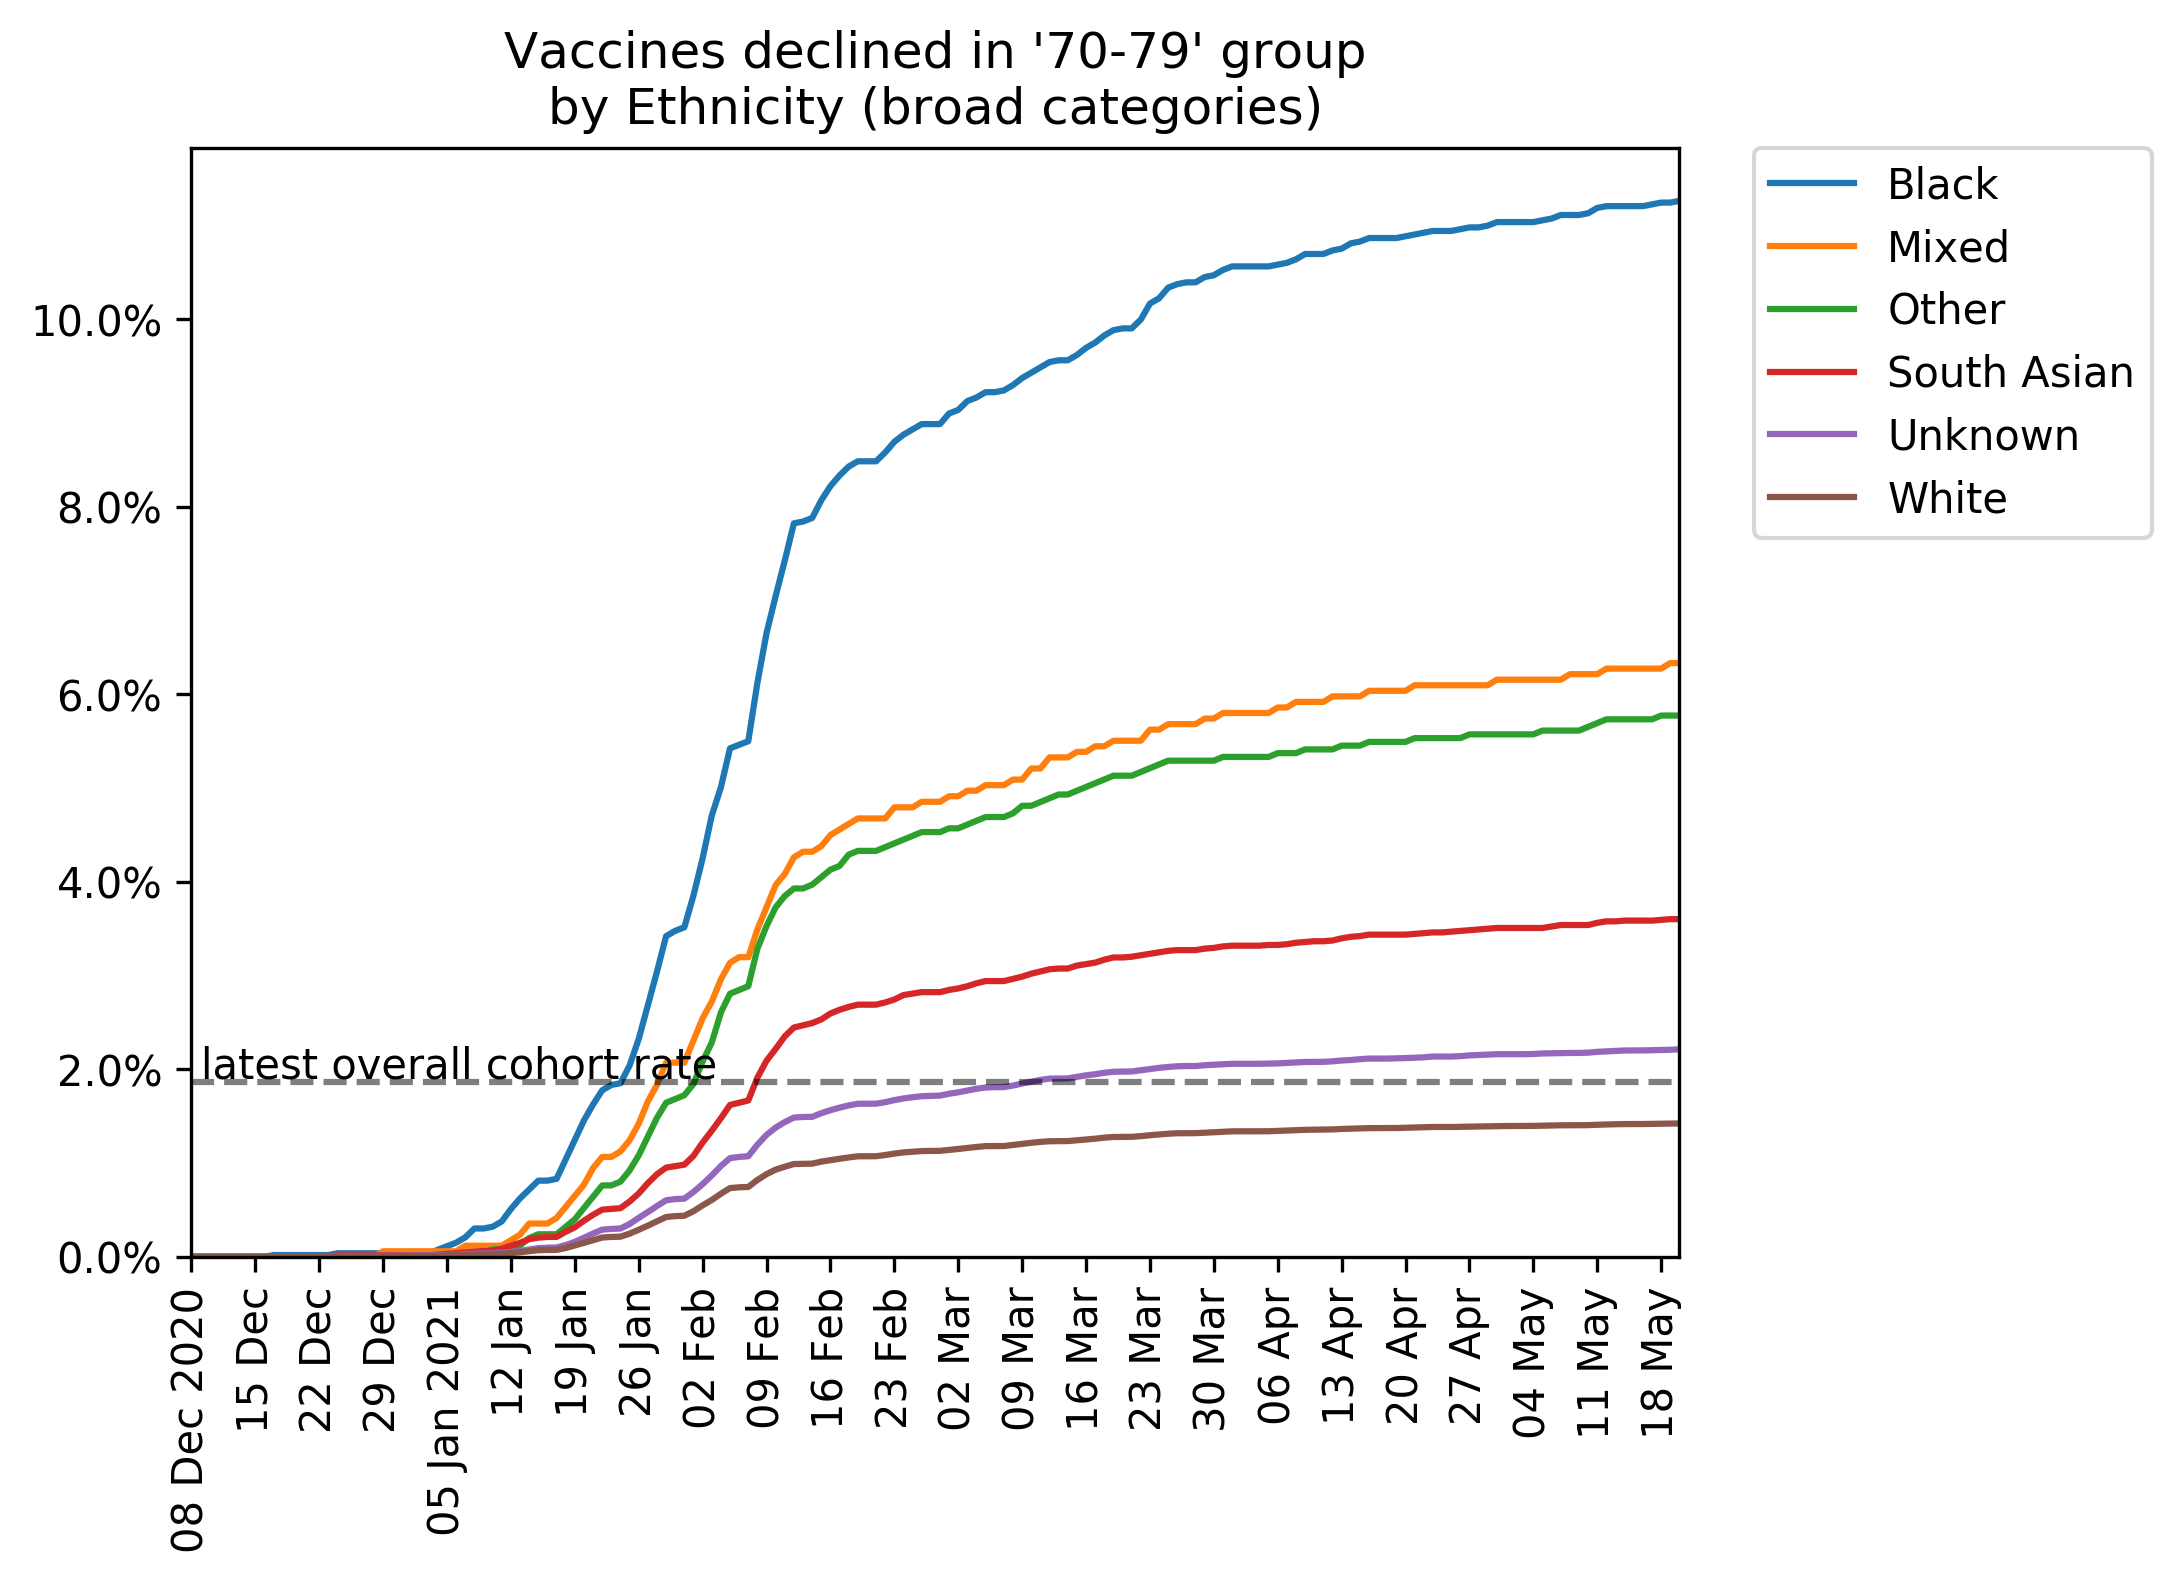 Vaccines declined in '70-79' group
by Ethnicity (broad categories)
Black
Mixed
Other
South Asian
Unknown
White
10.0%
8.0%
6.0%
4.0%
2.0%
0.0%
latest overall cohort rate
08 Dec 2020
15 Dec
22 Dec
29 Dec
05 Jan 2021
12 Jan
19 Jan
26 Jan
02 Feb
09 Feb
16 Feb
23 Feb
02 Mar
09 Mar
16 Mar
23 Mar
30 Mar
06 Apr
13 Apr
20 Apr
27 Apr
04 May
11 May
18 May